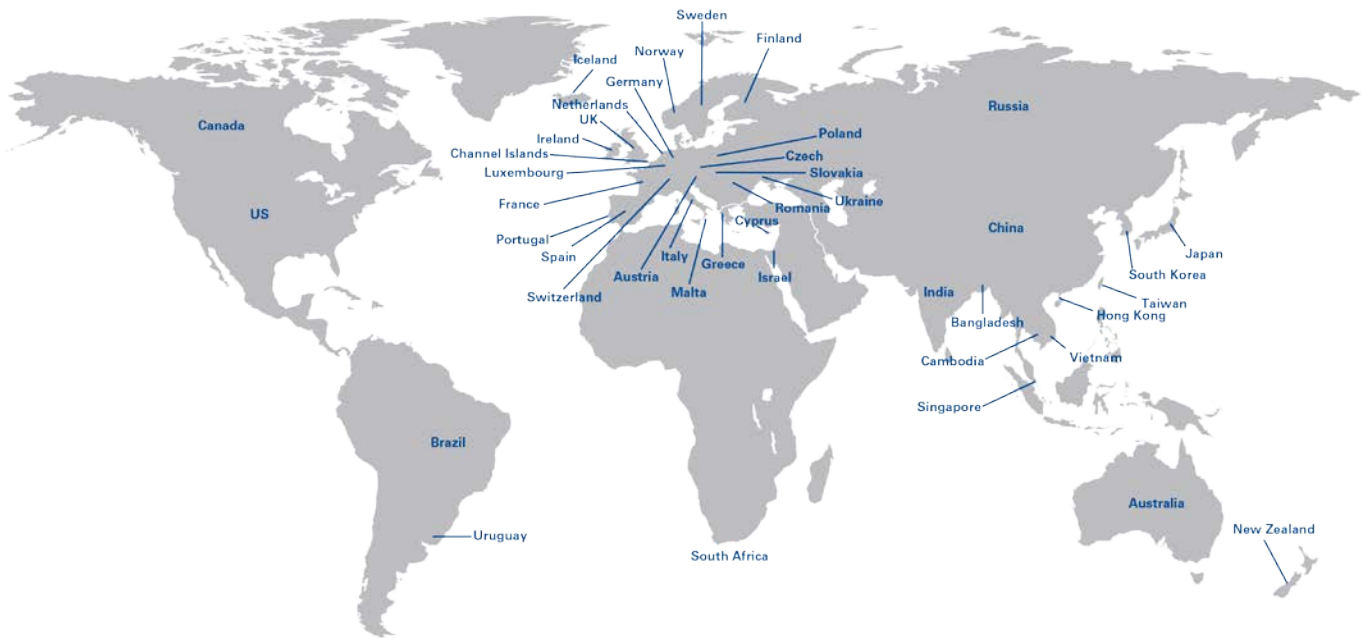 Sweden
Finland
Norway
Iceland
Germany
Netherlands
UK
Ireland
Channel Islands
Luxembourg
France
Portugal
Spain
Switzerland
Austria
Italy
Malta
Greece
Cyprus
Israel
Poland
Czech
Slovakia
Ukraine
Romania
Canada
US
Brazil
Uruguay
South Africa
Russia
China
India
Bangladesh
Cambodia
Singapore
Vietnam
Hong Kong
Taiwan
South Korea
Japan
Australia
New Zealand